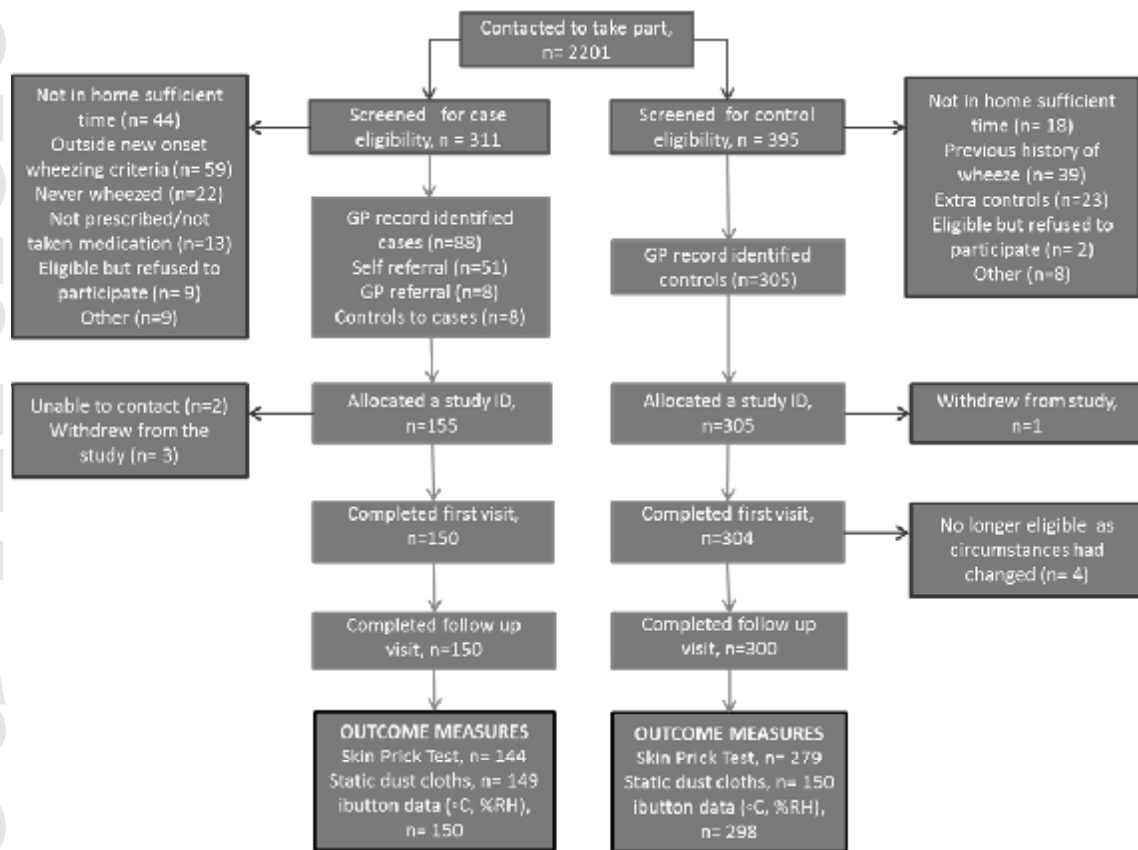 Contacted to take part,
n= 2201
Not in home sufficient
time (n= 44)
Outside new onset
wheezing criteria (n= 59)
Never wheezed (n=22)
Not prescribed/not
taken medication (n=13)
Eligible but refused to
participate (n= 9)
Other (n=9)
Screened for case
eligibility, n = 311
Screened for control
eligibility, n = 395
Not in home sufficient
time (n= 18)
Previous history of
wheeze (n= 39)
Extra controls (n=23)
Eligible but refused to
participate (n= 2)
Other (n=8)
GP record identified
cases (n=88)
Self referral (n=51)
GP referral (n=8)
Controls to cases (n=8)
GP record identified
controls (n=305)
Unable to contact (n=2)
Withdrew from the
study (n= 3)
Allocated a study ID,
n=155
Allocated a study ID,
n=305
Withdrew from study,
n=1
Completed first visit,
n=150
Completed first visit,
n=304
No longer eligible as
circumstances had
changed (n= 4)
Completed follow up
visit, n=150
Completed follow up
visit, n=300
OUTCOME MEASURES
Skin Prick Test, n= 144
Static dust cloths, n= 149
ibutton data (◦C, %RH),
n= 150
OUTCOME MEASURES
Skin Prick Test, n= 279
Static dust cloths, n= 150
ibutton data (◦C, %RH),
n= 298